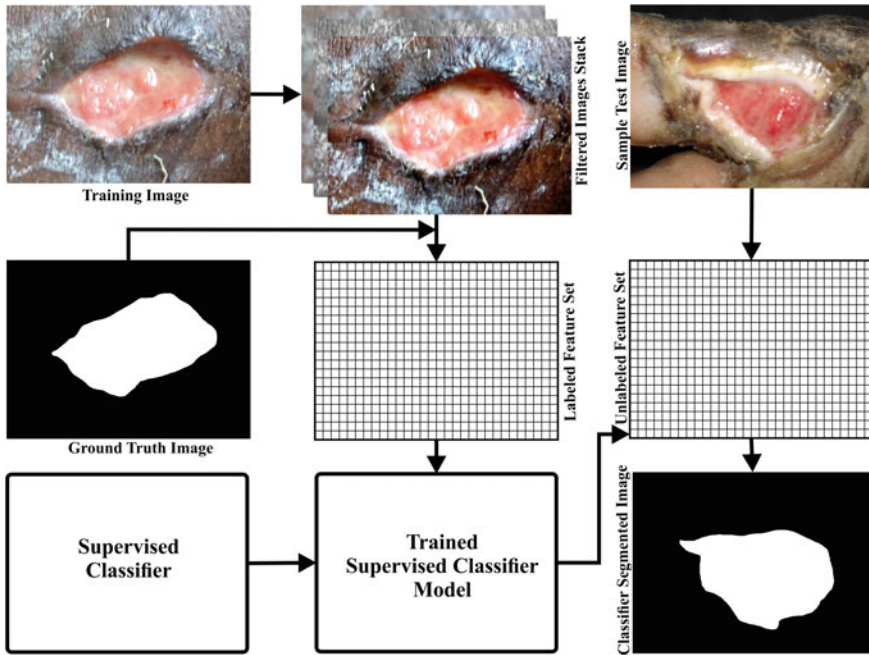 Training Image
Filtered Images Stack
Sample Test Image
Ground Truth Image
Labeled Feature Set
Unlabeled Feature Set
Supervised
Classifier
Trained
Supervised Classifier
Model
Classifier Segmented Image